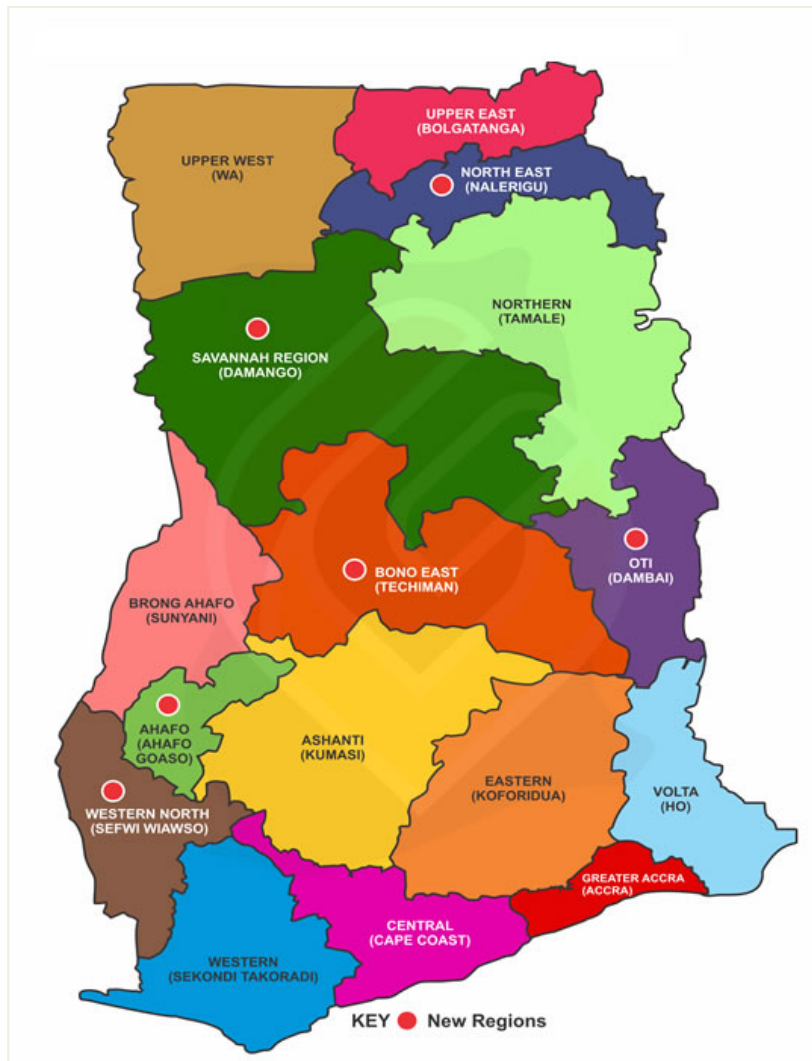 UPPER EAST
(BOLGATANGA)
UPPER WEST
(WA)
NORTH EAST
(NALERIGU)
NORTHERN
(TAMALE)
SAVANNAH REGION
(DAMANGO)
OTI
(DAMBAI)
BONO EAST
(TECHIMAN)
BRONG AHAFO
(SUNYANI)
AHAFO
(AHAFO
GOASO)
ASHANTI
(KUMASI)
EASTERN
(KOFORIDUA)
VOLTA
(HO)
WESTERN NORTH
(SEFWI WIAWSO)
GREATER ACCRA
(ACCRA)
CENTRAL
(CAPE COAST)
WESTERN
(SEKONDI TAKORADI)
KEY New Regions